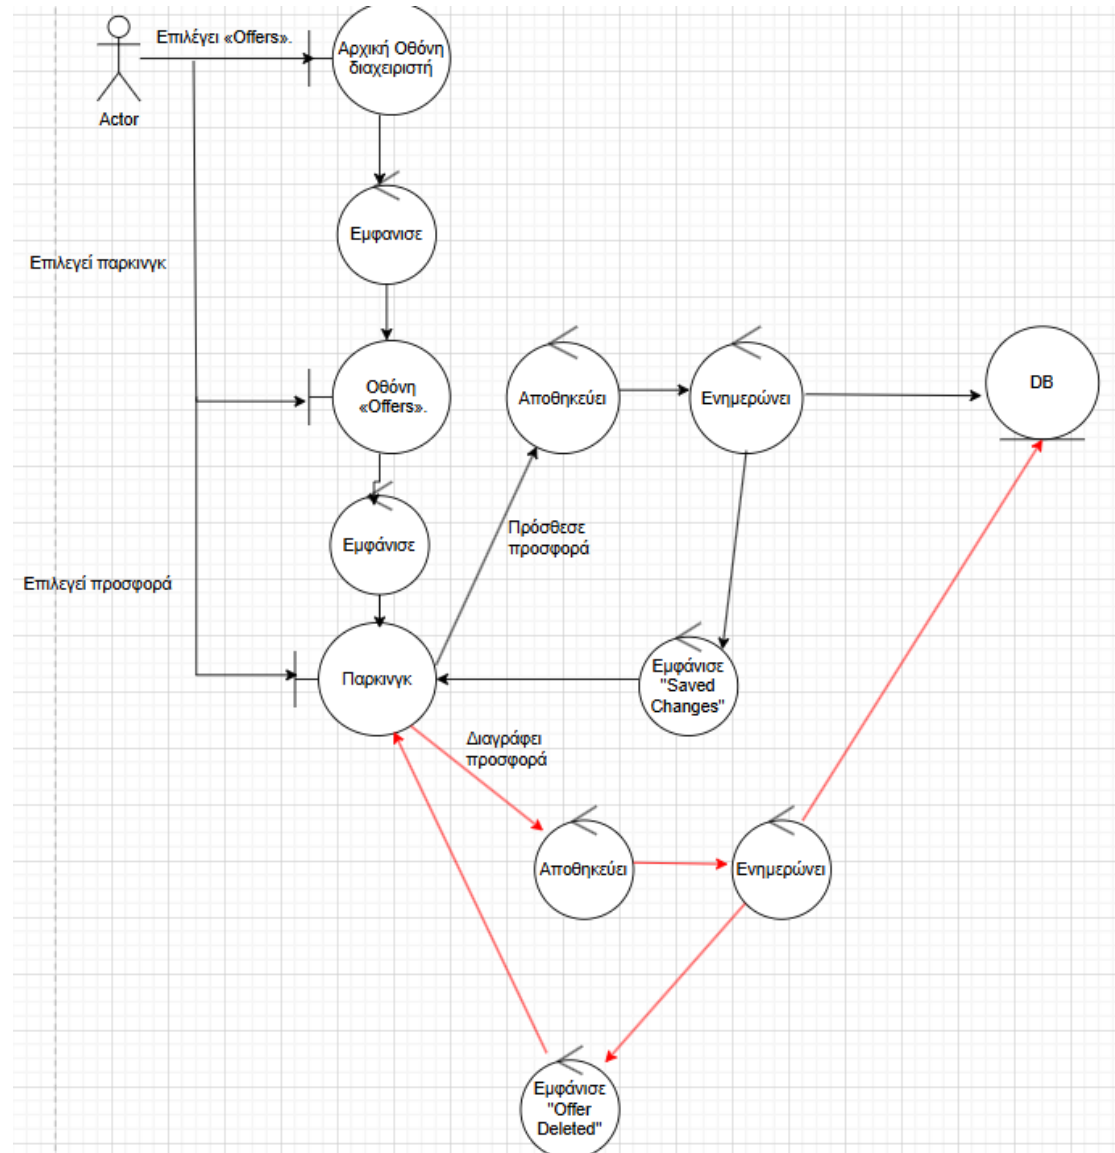 Επιλέγει «Offers».
Αρχική Οθόνη
διαχειριστή
Actor
Εμφανισε
Επιλεγεί παρκινγκ
Οθόνη
«Offers».
Αποθηκεύει
Ενημερώνει
DB
Εμφάνισε
Πρόσθεσε
προσφορά
Επιλεγεί προσφορά
Παρκινγκ
Εμφάνισε
"Saved
Changes"
Διαγράφει
προσφορά
Αποθηκεύει
Ενημερώνει
Εμφάνισε
"Offer
Deleted"